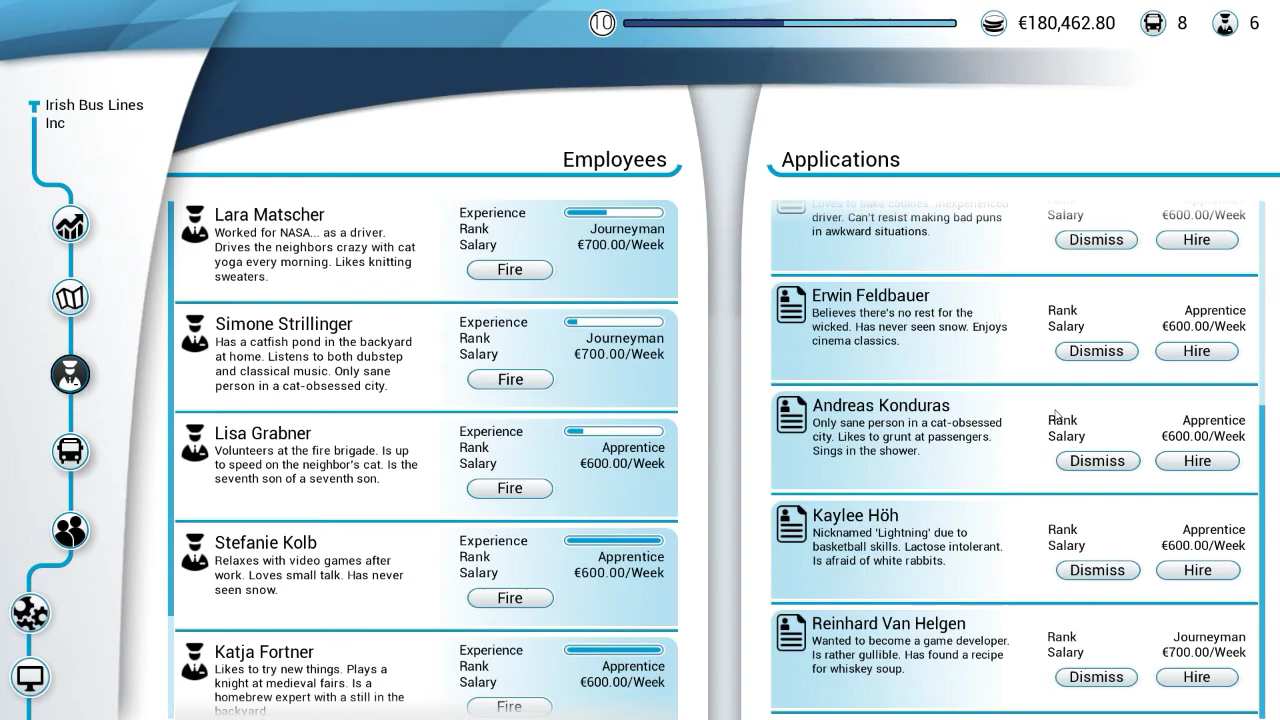 10
€180,462.80
8
6
Irish Bus Lines
Inc
Employees
Lara Matscher
Worked for NASA... as a driver.
Drives the neighbors crazy with cat
yoga every morning. Likes knitting
sweaters.
Experience
Rank Journeyman
Salary €700.00/Week
Fire
Simone Strillinger
Has a catfish pond in the backyard
at home. Listens to both dubstep
and classical music. Only sane
person in a cat-obsessed city.
Experience
Rank Journeyman
Salary €700.00/Week
Fire
Lisa Grabner
Volunteers at the fire brigade. Is up
to speed on the neighbor's cat. Is the
seventh son of a seventh son.
Experience
Rank Apprentice
Salary €600.00/Week
Fire
Stefanie Kolb
Relaxes with video games after
work. Loves small talk. Has never
seen snow.
Experience
Rank Apprentice
Salary €600.00/Week
Fire
Katja Fortner
Likes to try new things. Plays a
knight at medieval fairs. Is a
homebrew expert with a still in the
backyard.
Experience
Rank Apprentice
Salary €600.00/Week
Fire
Applications
Loves to bake cookies. Inexperienced
driver. Can't resist making bad puns
in awkward situations.
Rank Apprentice
Salary €600.00/Week
Dismiss Hire
Erwin Feldbauer
Believes there's no rest for the
wicked. Has never seen snow. Enjoys
cinema classics.
Rank Apprentice
Salary €600.00/Week
Dismiss Hire
Andreas Konduras
Only sane person in a cat-obsessed
city. Likes to grunt at passengers.
Sings in the shower.
Rank Apprentice
Salary €600.00/Week
Dismiss Hire
Kaylee Höh
Nicknamed 'Lightning' due to
basketball skills. Lactose intolerant.
Is afraid of white rabbits.
Rank Apprentice
Salary €600.00/Week
Dismiss Hire
Reinhard Van Helgen
Wanted to become a game developer.
Is rather gullible. Has found a recipe
for whiskey soup.
Rank Journeyman
Salary €700.00/Week
Dismiss Hire